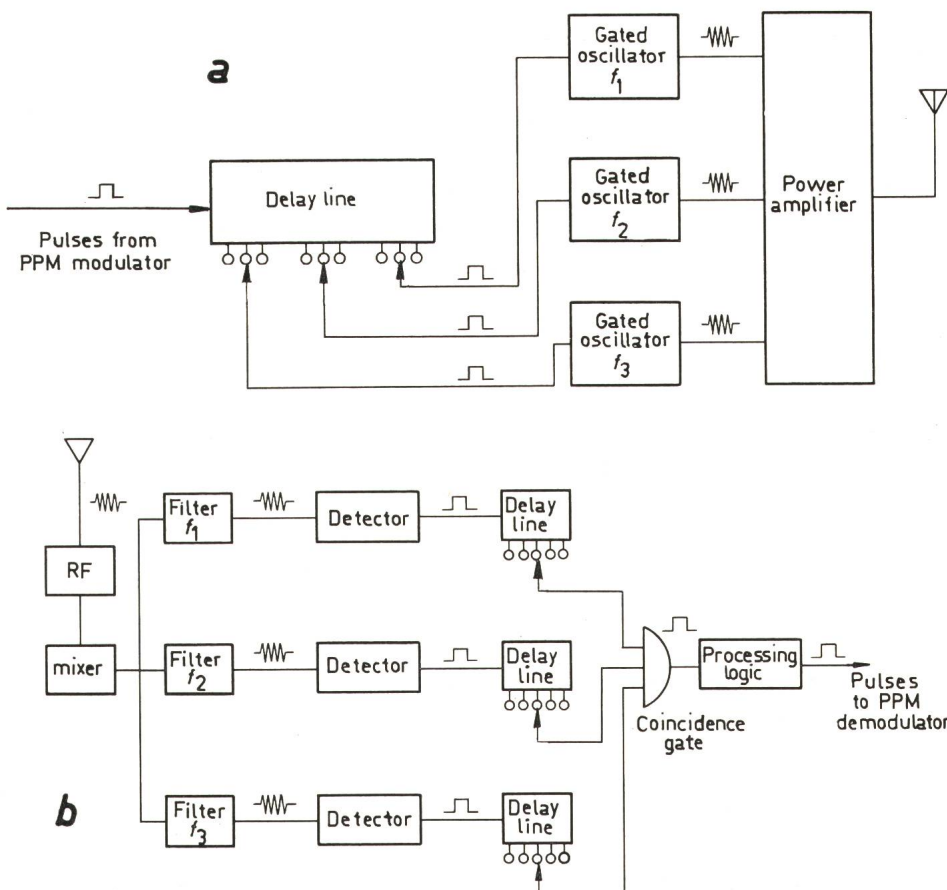 a
Gated
oscillator
f1
Delay line
Pulses from
PPM modulator
Gated
oscillator
f2
Gated
oscillator
f3
Power
amplifier
b
RF
mixer
Filter
f1
Detector
Delay
line
Filter
f2
Detector
Delay
line
Filter
f3
Detector
Delay
line
Coincidence
gate
Processing
logic
Pulses
to PPM
demodulator